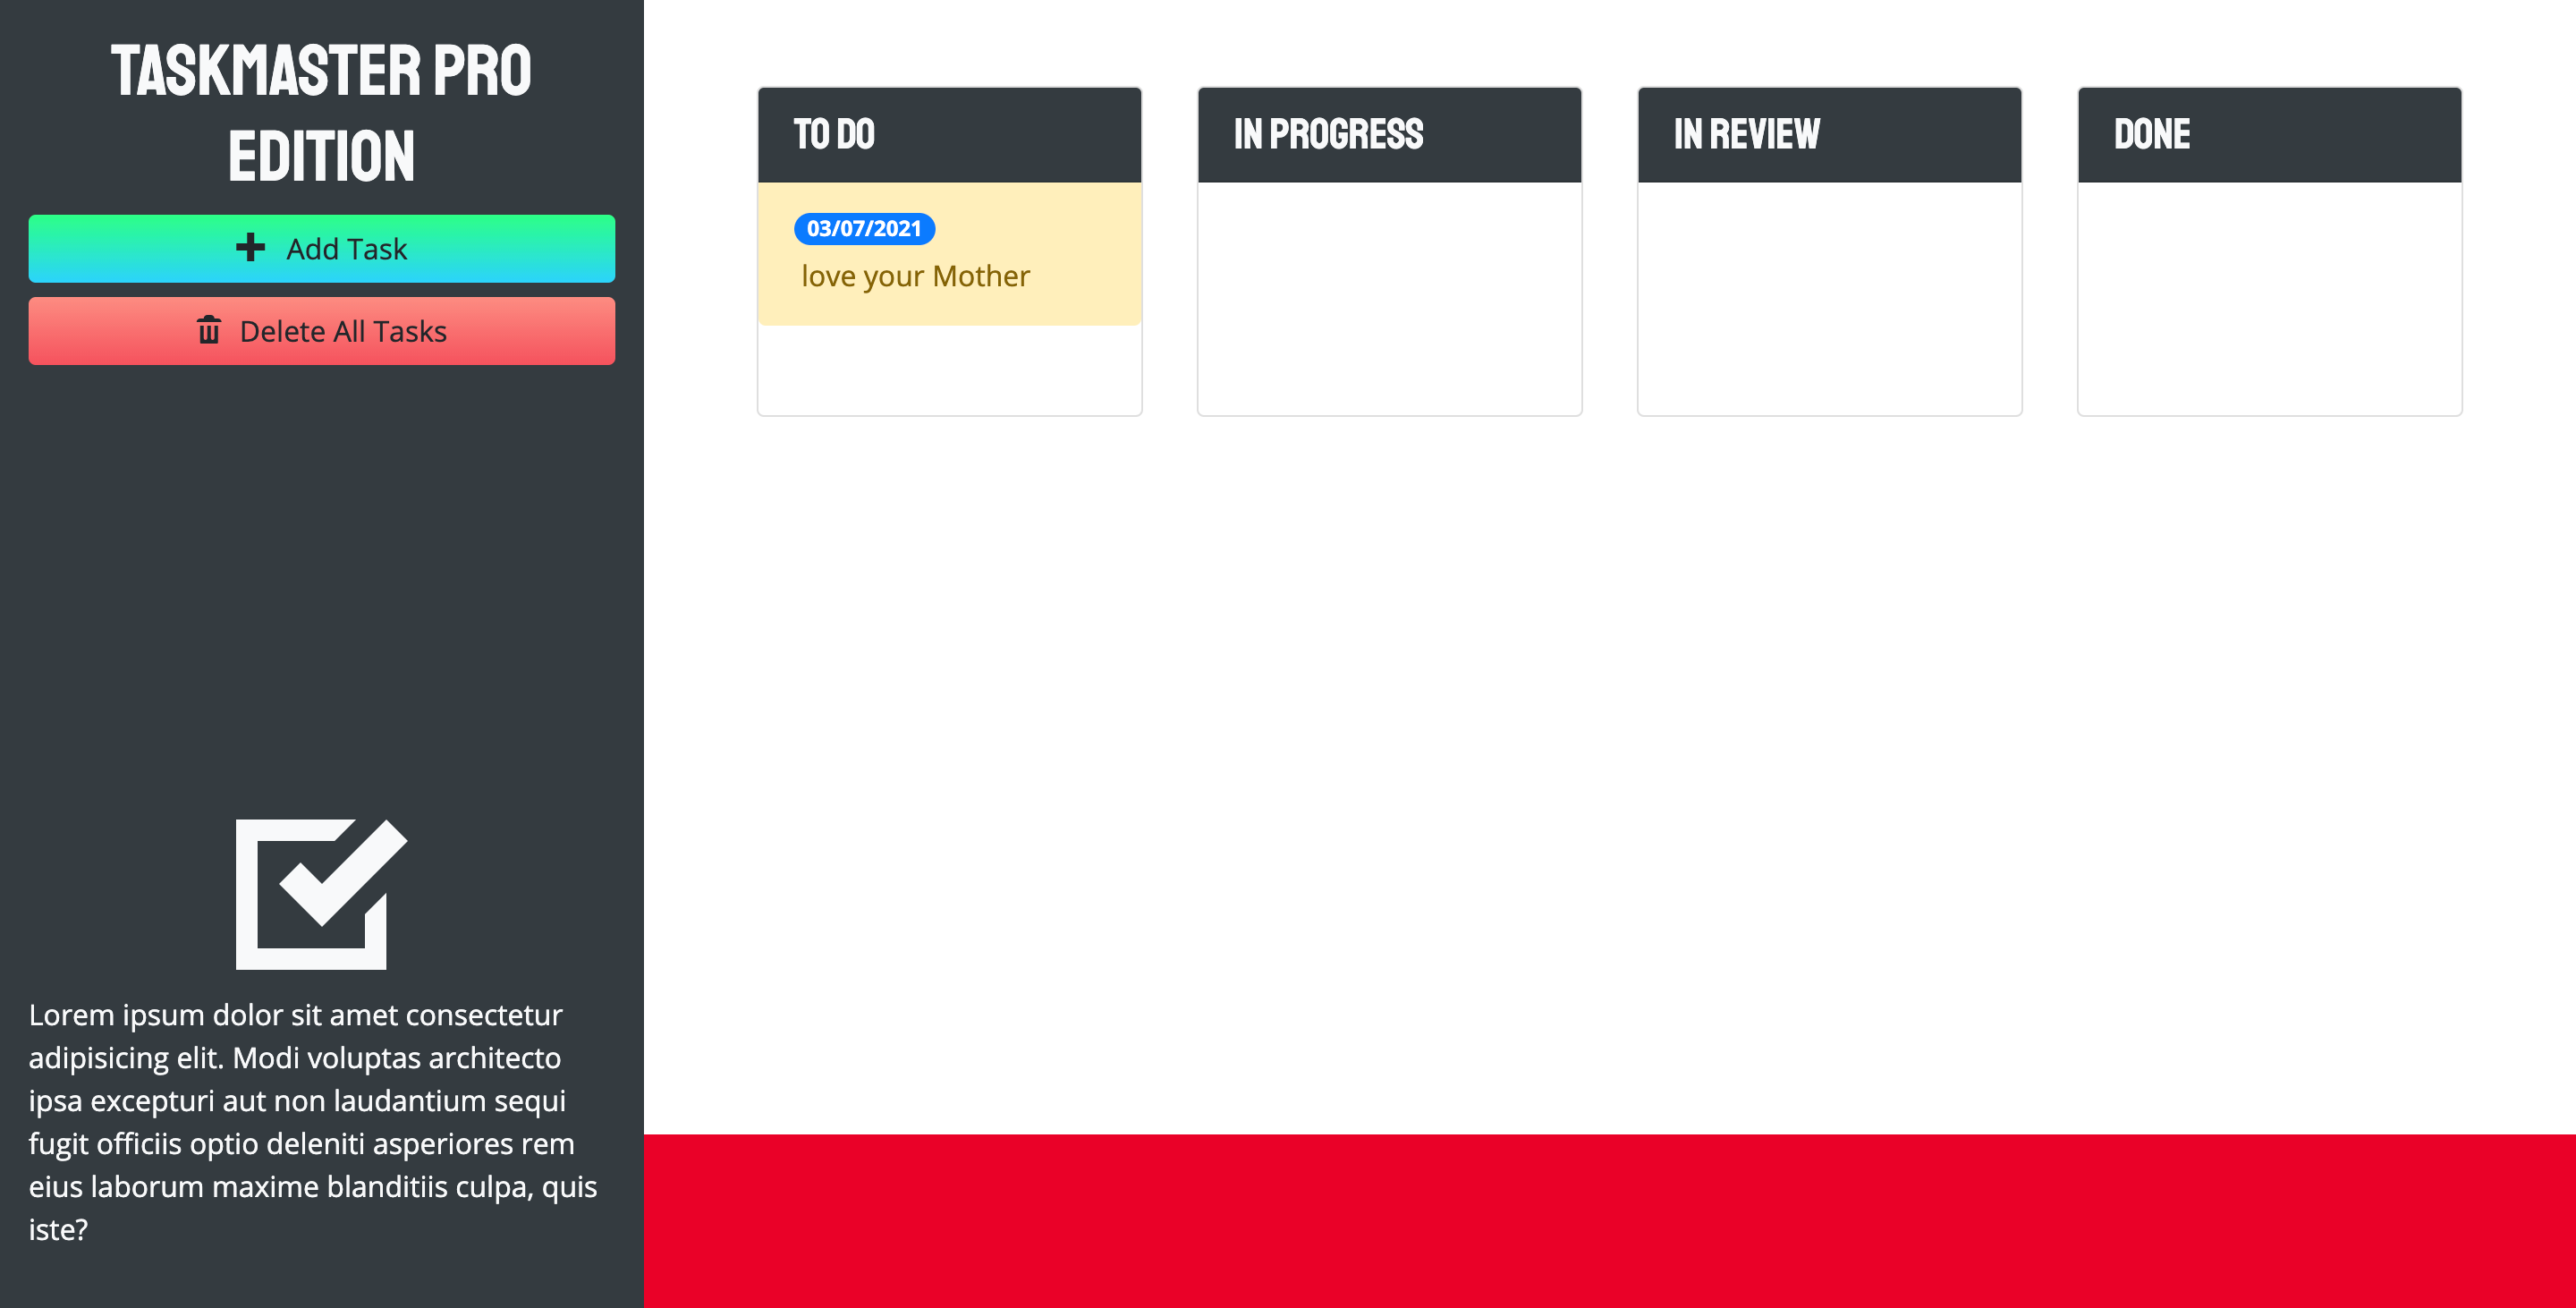 TASKMASTER PRO
EDITION
Add Task
Delete All Tasks
Lorem ipsum dolor sit amet consectetur
adipisicing elit. Modi voluptas architecto
ipsa excepturi aut non laudantium sequi
fugit officiis optio deleniti asperiores rem
eius laborum maxime blanditiis culpa, quis
iste?
TO DO
03/07/2021
love your Mother
IN PROGRESS
IN REVIEW
DONE